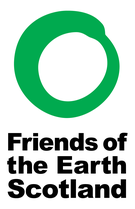 Friends of
the Earth
Scotland